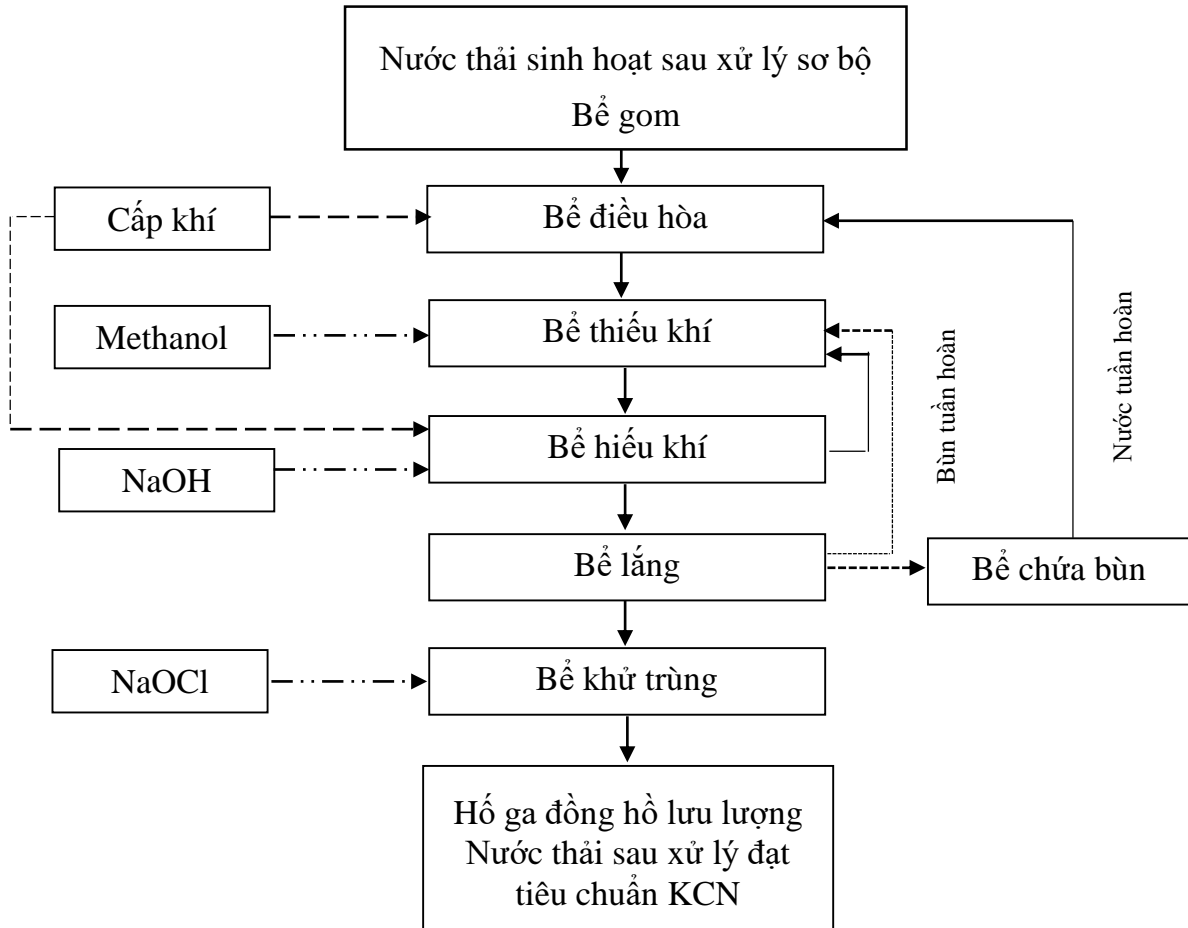 Nước thải sinh hoạt sau xử lý sơ bộ
Bể gom
Cấp khí
Bể điều hòa
Methanol
Bể thiếu khí
Bùn tuần hoàn
Nước tuần hoàn
Bể hiếu khí
NaOH
Bể lắng
Bể chứa bùn
NaOCl
Bể khử trùng
Hố ga đồng hồ lưu lượng
Nước thải sau xử lý đạt
tiêu chuẩn KCN